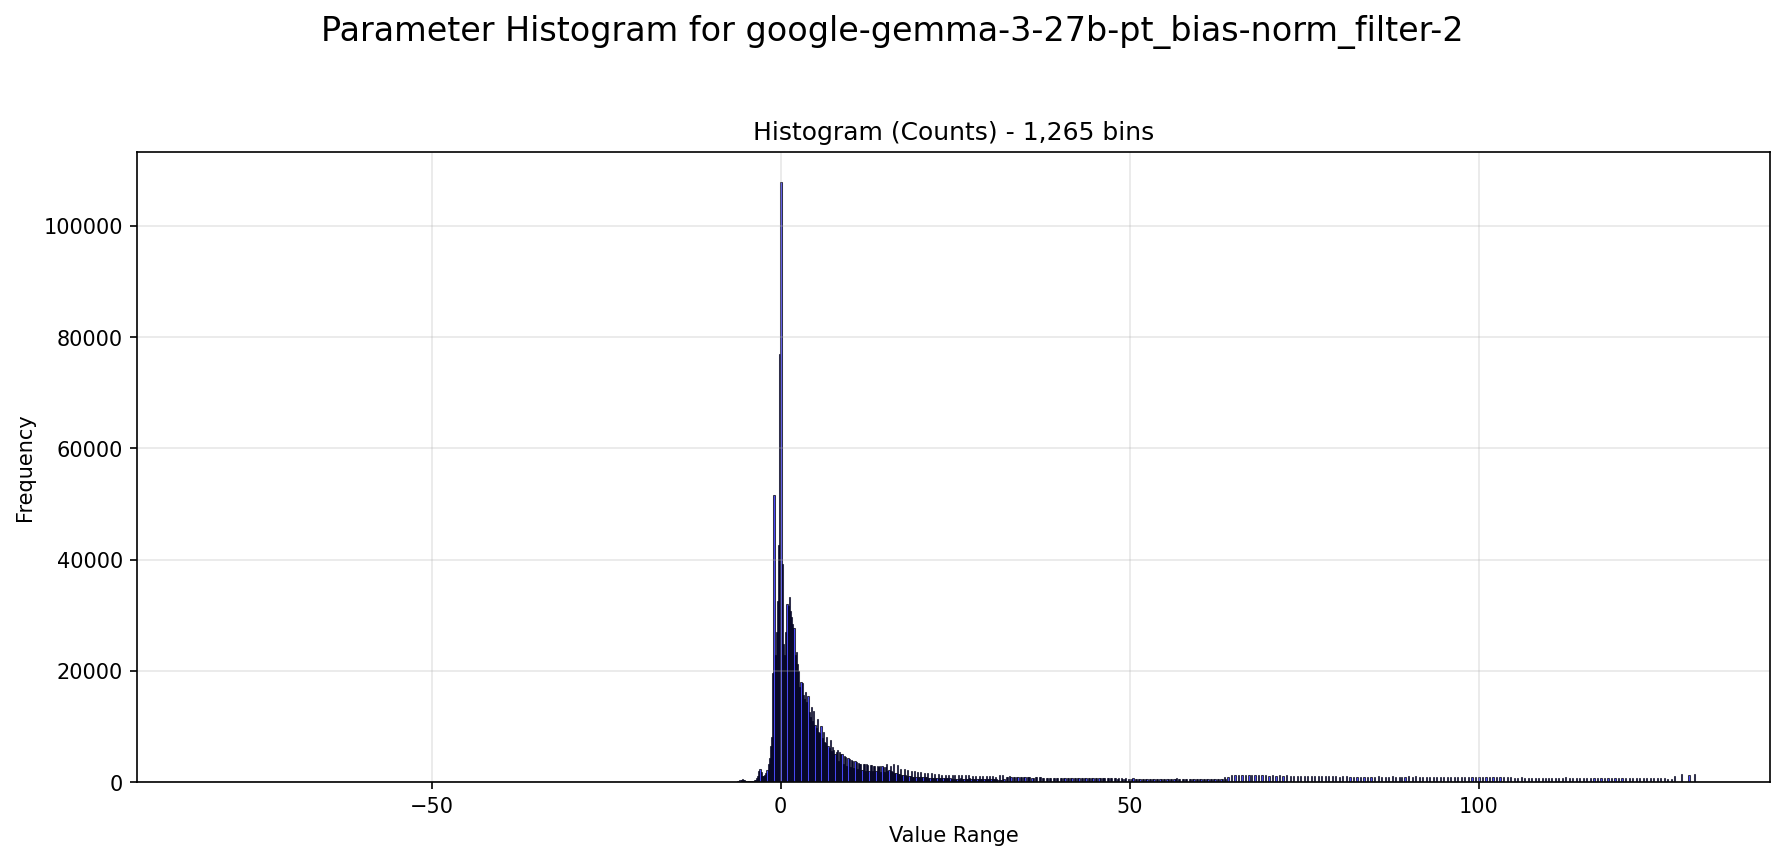 Parameter Histogram for google-gemma-3-27b-pt_bias-norm_filter-2
Histogram (Counts) - 1,265 bins
100000
80000
60000
40000
20000
0
Frequency
−50
0
50
100
Value Range